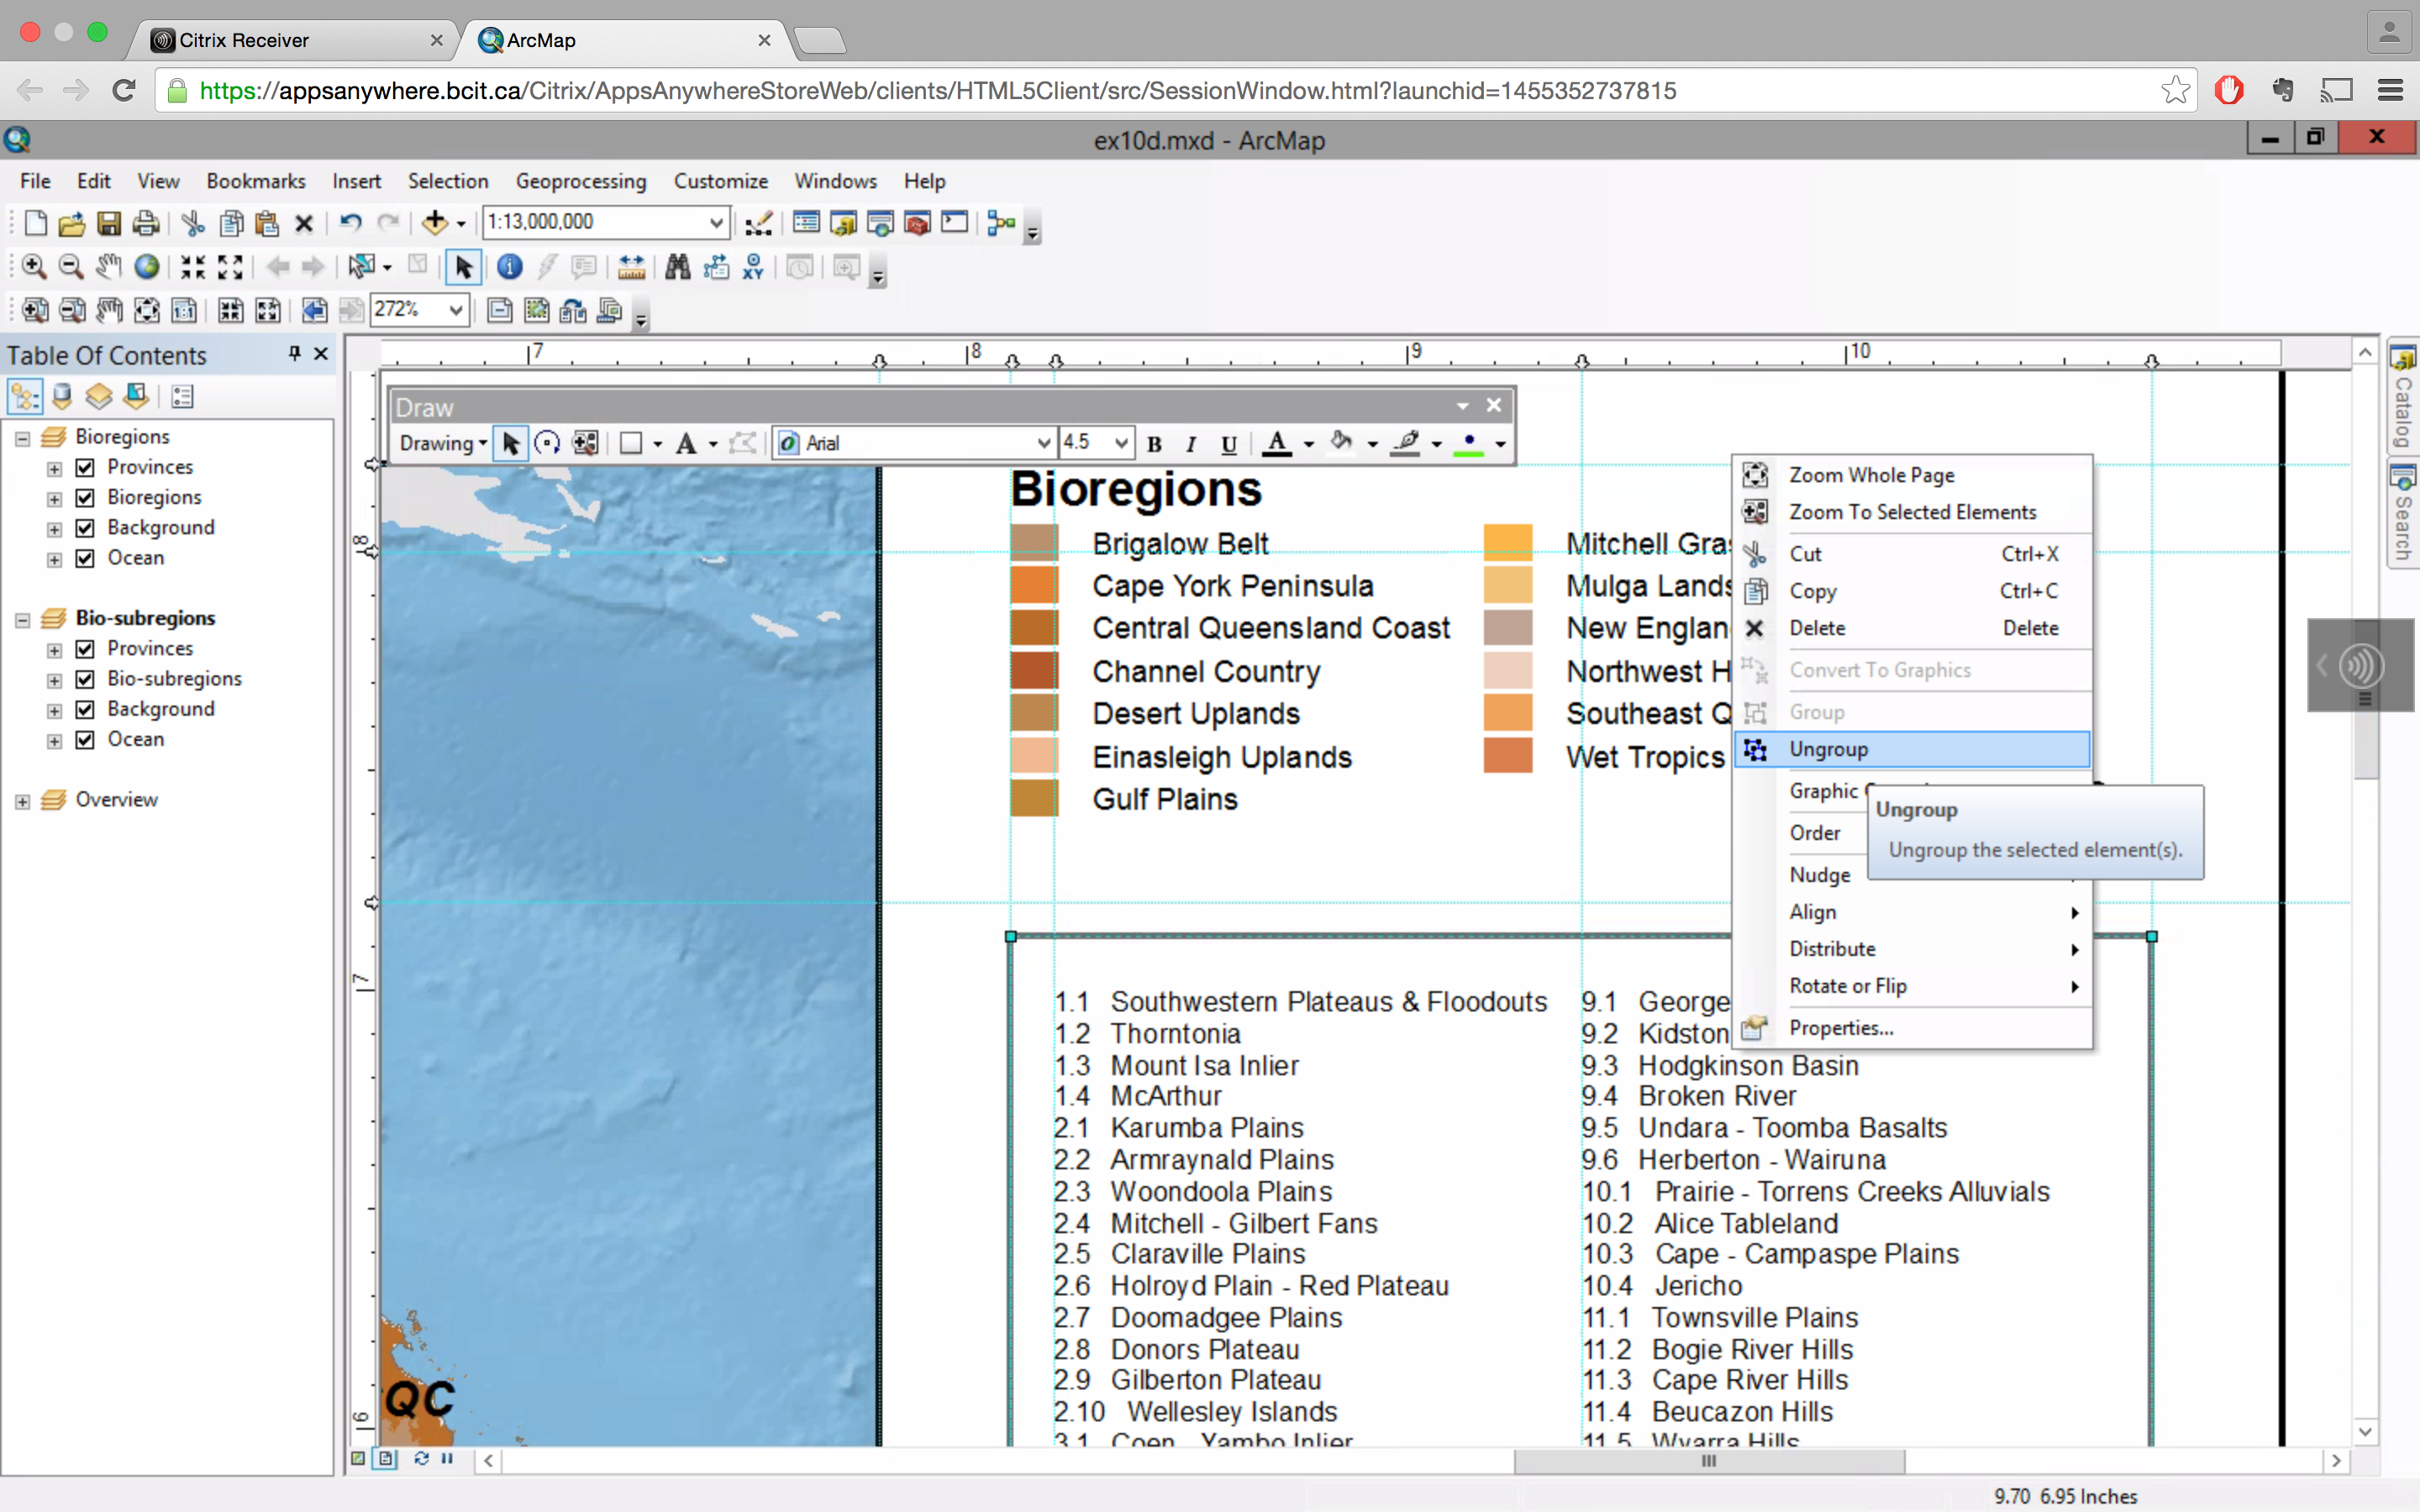 Citrix Receiver
ArcMap
https://appsanywhere.bcit.ca/Citrix/AppsAnywhereStoreWeb/clients/HTML5Client/src/SessionWindow.html?launchid=1455352737815
ex10d.mxd - ArcMap
File Edit View Bookmarks Insert Selection Geoprocessing Customize Windows Help
1:13,000,000
XY
1:1
272%
Table Of Contents
Bioregions
Provinces
Bioregions
Background
Ocean
Bio-subregions
Provinces
Bio-subregions
Background
Ocean
Overview
7 8 9 10
8
7
6
Draw
Drawing A Arial 4.5 B I U A
Bioregions
Brigalow Belt
Cape York Peninsula
Central Queensland Coast
Channel Country
Desert Uplands
Einasleigh Uplands
Gulf Plains
Mitchell Gra
Mulga Lands
New Englan
Northwest H
Southeast Q
Wet Tropics
Zoom Whole Page
Zoom To Selected Elements
Cut Ctrl+X
Copy Ctrl+C
Delete Delete
Convert To Graphics
Group
Ungroup
Graphic
Order
Nudge
Align
Distribute
Rotate or Flip
Properties...
Ungroup
Ungroup the selected element(s).
Catalog
Search
1.1 Southwestern Plateaus & Floodouts
1.2 Thorntonia
1.3 Mount Isa Inlier
1.4 McArthur
2.1 Karumba Plains
2.2 Armraynald Plains
2.3 Woondoola Plains
2.4 Mitchell - Gilbert Fans
2.5 Claraville Plains
2.6 Holroyd Plain - Red Plateau
2.7 Doomadgee Plains
2.8 Donors Plateau
2.9 Gilberton Plateau
2.10 Wellesley Islands
3.1 Coen - Yambo Inlier
9.1 George
9.2 Kidston
9.3 Hodgkinson Basin
9.4 Broken River
9.5 Undara - Toomba Basalts
9.6 Herberton - Wairuna
10.1 Prairie - Torrens Creeks Alluvials
10.2 Alice Tableland
10.3 Cape - Campaspe Plains
10.4 Jericho
11.1 Townsville Plains
11.2 Bogie River Hills
11.3 Cape River Hills
11.4 Beucazon Hills
11.5 Wyarra Hills
QC
9.70 6.95 Inches